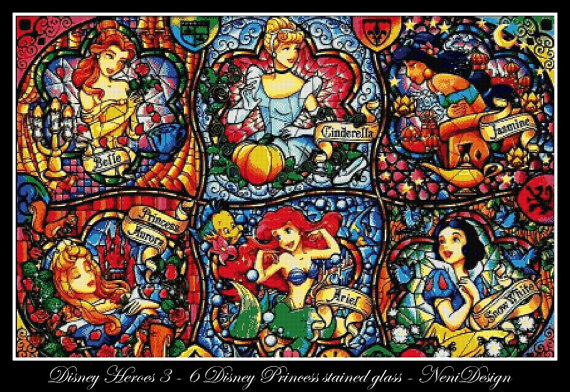 Belle
Cinderella
Jasmine
Princess
Aurora
Ariel
Snow White
Disney Heroes 3 - 6 Disney Princess stained glass - NeniDesign